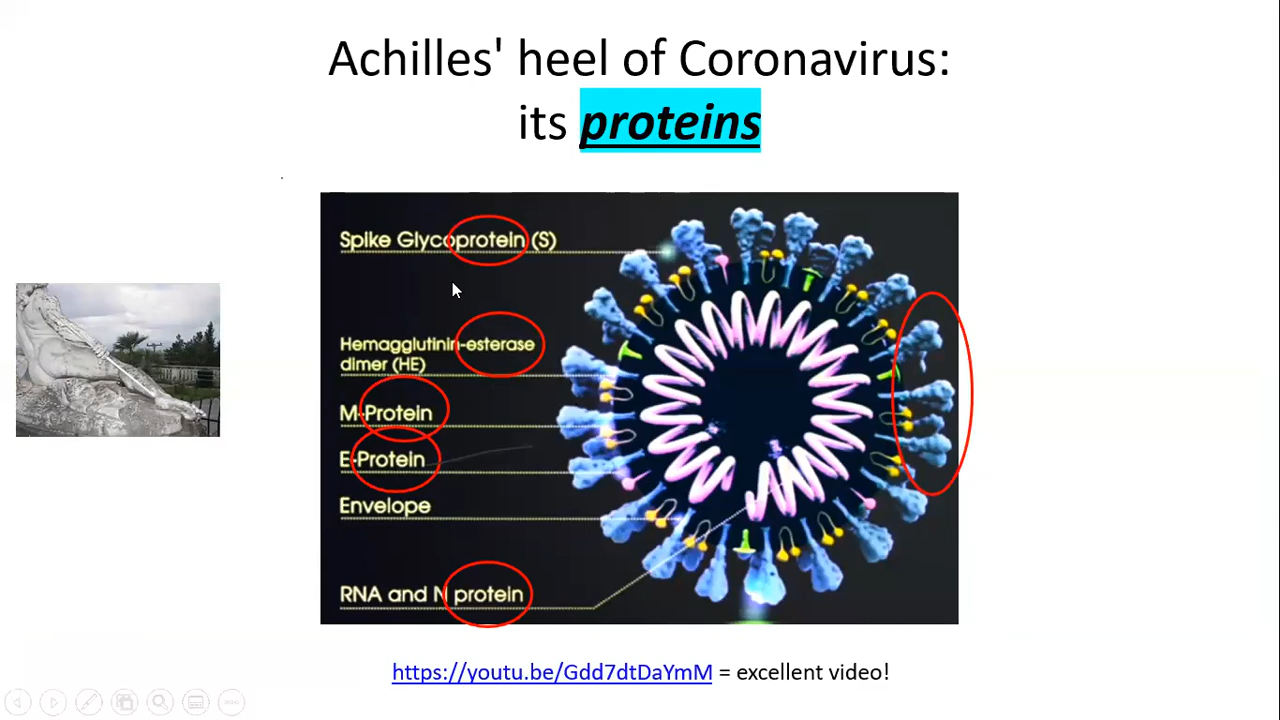 Achilles' heel of Coronavirus:
its proteins
Spike Glycoprotein (S)
Hemagglutinin-esterase
dimer (HE)
M-Protein
E-Protein
Envelope
RNA and N protein
https://youtu.be/Gdd7dtDaYmM = excellent video!